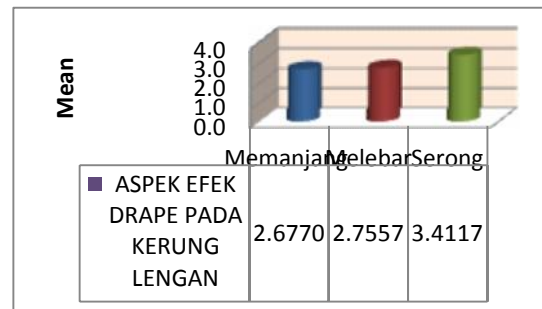 Mean
4.0
3.0
2.0
1.0
0.0
Memanjang Melebar Serong
ASPEK EFEK
DRAPE PADA
KERUNG
LENGAN
2.6770 2.7557 3.4117